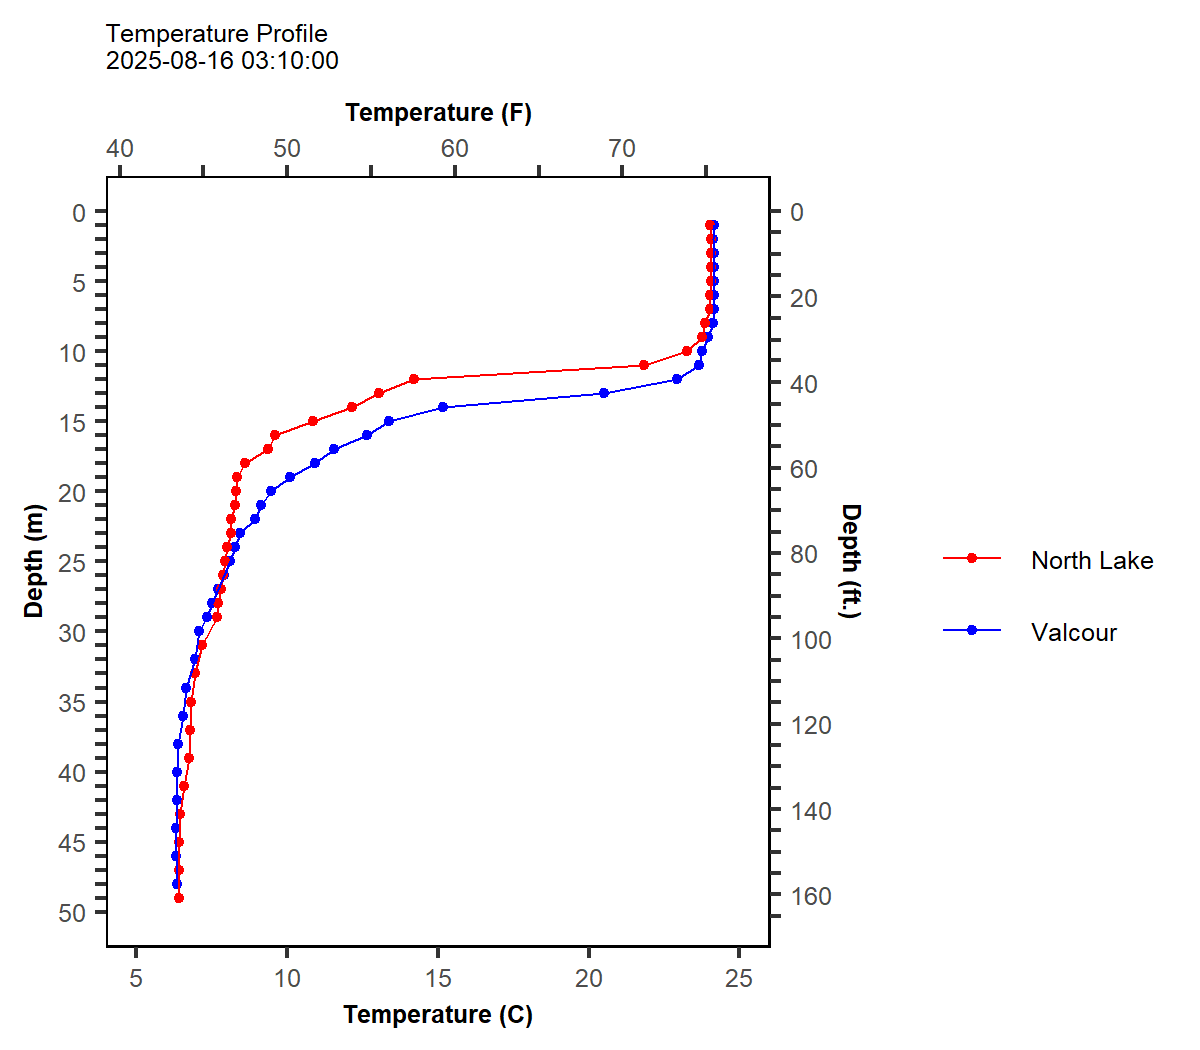 Temperature Profile
2025-08-16 03:10:00
Temperature (F)
40 50 60 70
0 0
5
20
10
40
15
60
20
80
25
30
100
35
120
40
140
45
160
50
Depth (m)
Depth (ft.)
North Lake
Valcour
5 10 15 20 25
Temperature (C)